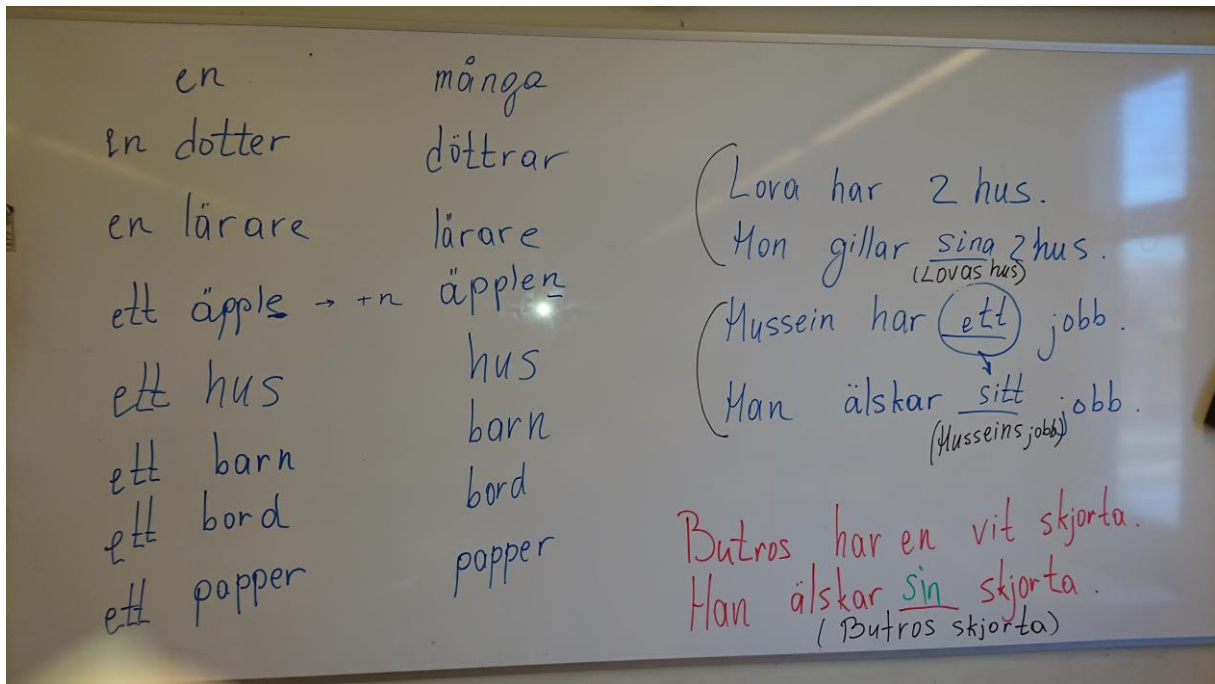 en många
en dotter döttrar
en lärare lärare
ett äpple → +n äpplen
ett hus hus
ett barn barn
ett bord bord
ett papper papper
Lova har 2 hus.
Hon gillar sina 2 hus.
(Lovas hus)
Hussein har ett jobb.
Han älskar sitt jobb.
(Husseins jobb)
Butros har en vit skjorta.
Han älskar sin skjorta.
(Butros skjorta)